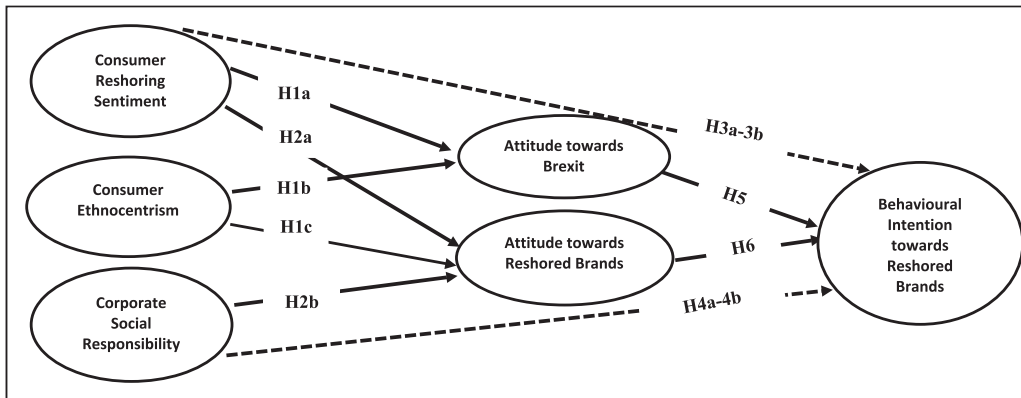 Consumer
Reshoring
Sentiment
H1a
H2a
H3a-3b
Attitude towards
Brexit
Consumer
Ethnocentrism
H1b
H1c
H5
Behavioural
Intention
towards
Reshored
Brands
Attitude towards
Reshored Brands
H6
Corporate
Social
Responsibility
H2b
H4a-4b